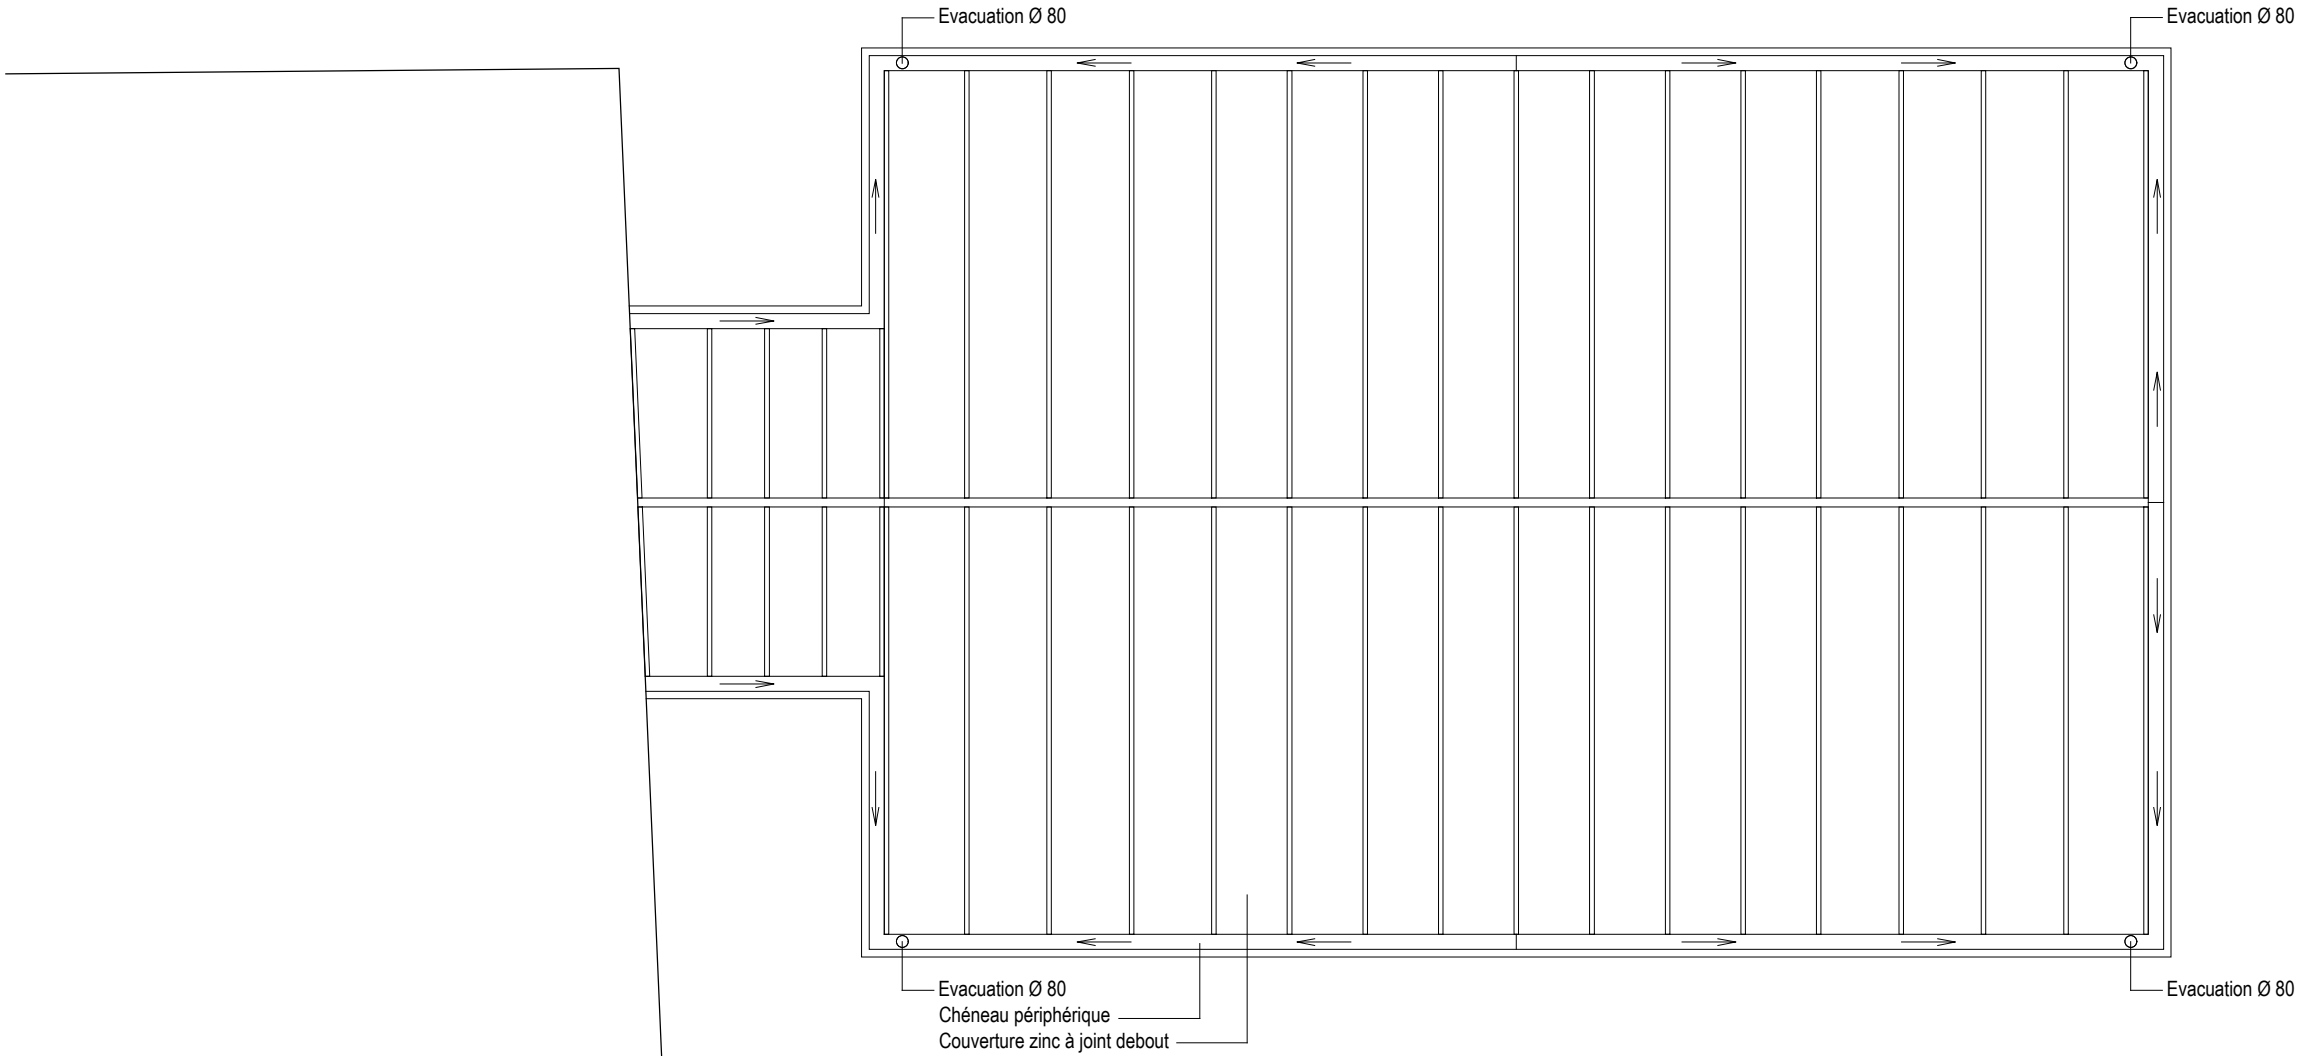 Evacuation Ø 80
Evacuation Ø 80
Evacuation Ø 80
Evacuation Ø 80
Chéneau périphérique
Couverture zinc à joint debout